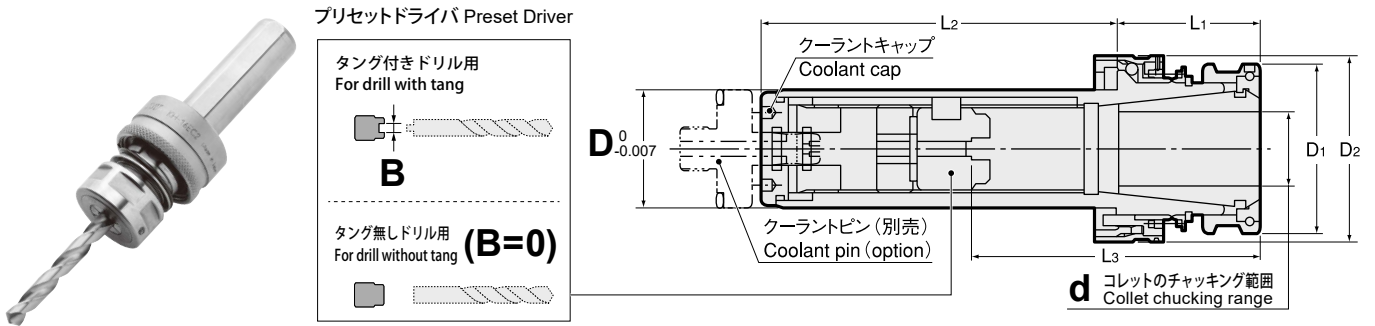 プリセットドライバ Preset Driver
タング付きドリル用
For drill with tang
B
タング無しドリル用
For drill without tang (B=0)
L2
L1
クーラントキャップ
Coolant cap
D 0 -0.007
D1
D2
クーラントピン（別売）
Coolant pin（option）
L3
d コレットのチャッキング範囲
Collet chucking range